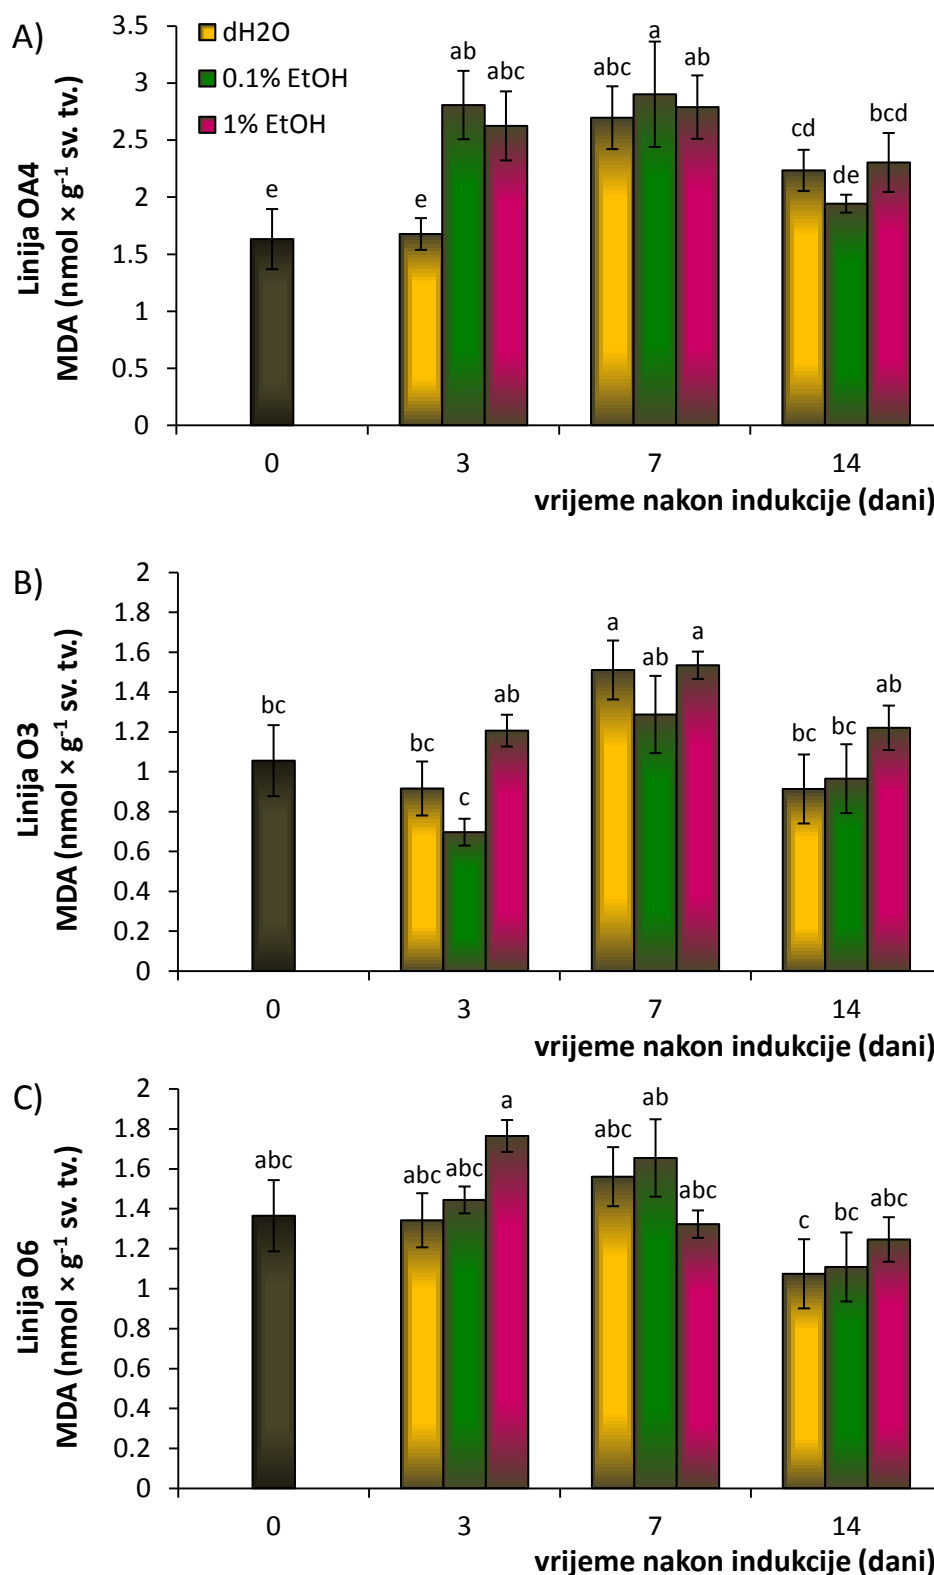 A)
Linija OA4
MDA (nmol × g⁻¹ sv. tv.)
dH2O
0.1% EtOH
1% EtOH
3.5
3
2.5
2
1.5
1
0.5
0
e
e
ab
abc
abc
a
ab
cd
de
bcd
0 3 7 14
vrijeme nakon indukcije (dani)
B)
Linija O3
MDA (nmol × g⁻¹ sv. tv.)
2
1.8
1.6
1.4
1.2
1
0.8
0.6
0.4
0.2
0
bc
bc
c
ab
a
ab
a
bc
bc
ab
0 3 7 14
vrijeme nakon indukcije (dani)
C)
Linija O6
MDA (nmol × g⁻¹ sv. tv.)
2
1.8
1.6
1.4
1.2
1
0.8
0.6
0.4
0.2
0
abc
abc
abc
a
abc
ab
abc
c
bc
abc
0 3 7 14
vrijeme nakon indukcije (dani)